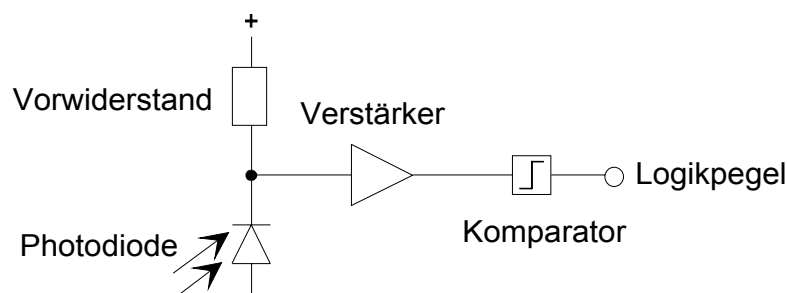 +
Vorwiderstand
Verstärker
Logikpegel
Komparator
Photodiode